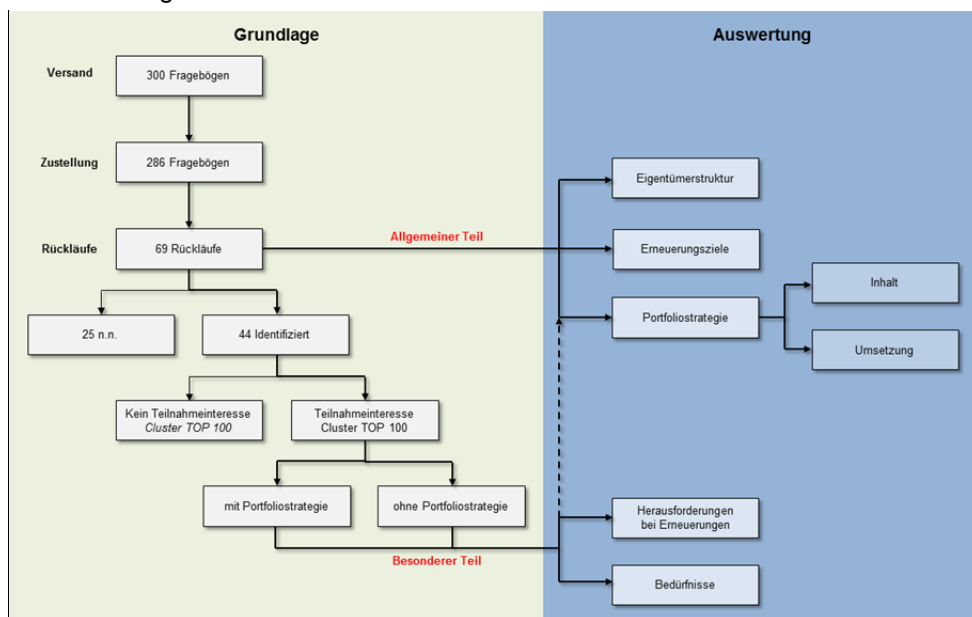 Grundlage
Auswertung
Versand
300 Fragebögen
Zustellung
286 Fragebögen
Eigentümerstruktur
Rückläufe
69 Rückläufe
Allgemeiner Teil
Erneuerungsziele
Inhalt
25 n.n.
44 Identifiziert
Portfoliostrategie
Umsetzung
Kein Teilnahmeinteresse
Cluster TOP 100
Teilnahmeinteresse
Cluster TOP 100
mit Portfoliostrategie
ohne Portfoliostrategie
Herausforderungen
bei Erneuerungen
Besonderer Teil
Bedürfnisse